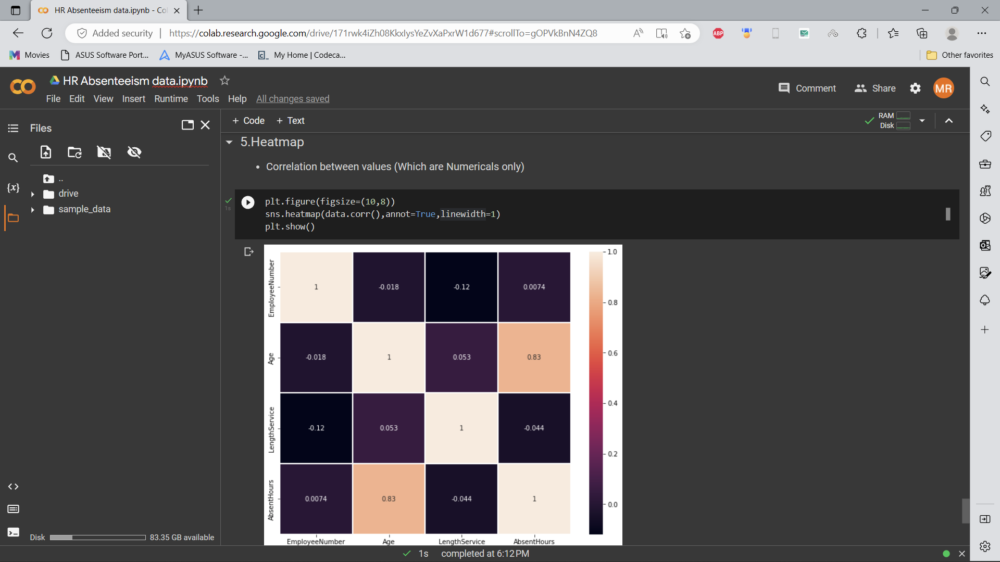 HR Absenteeism data.ipynb - Co
Added security
https://colab.research.google.com/drive/171rwk4iZh08KkxlysYeZvXaPxrW1d677#scrollTo=gOPVkBnN4ZQ8
ABP
Movies
ASUS Software Port...
MyASUS Software -...
My Home | Codeca...
Other favorites
HR Absenteeism data.ipynb
File Edit View Insert Runtime Tools Help All changes saved
Comment
Share
MR
Files
+ Code + Text
RAM
Disk
..
drive
sample_data
{x}
5.Heatmap
• Correlation between values (Which are Numericals only)
1s
plt.figure(figsize=(10,8))
sns.heatmap(data.corr(),annot=True,linewidth=1)
plt.show()
EmployeeNumber 1 -0.018 -0.12 0.0074
Age -0.018 1 0.053 0.83
LengthService -0.12 0.053 1 -0.044
AbsentHours 0.0074 0.83 -0.044 1
EmployeeNumber Age LengthService AbsentHours
1.0
0.8
0.6
0.4
0.2
0.0
Disk 83.35 GB available
1s completed at 6:12 PM